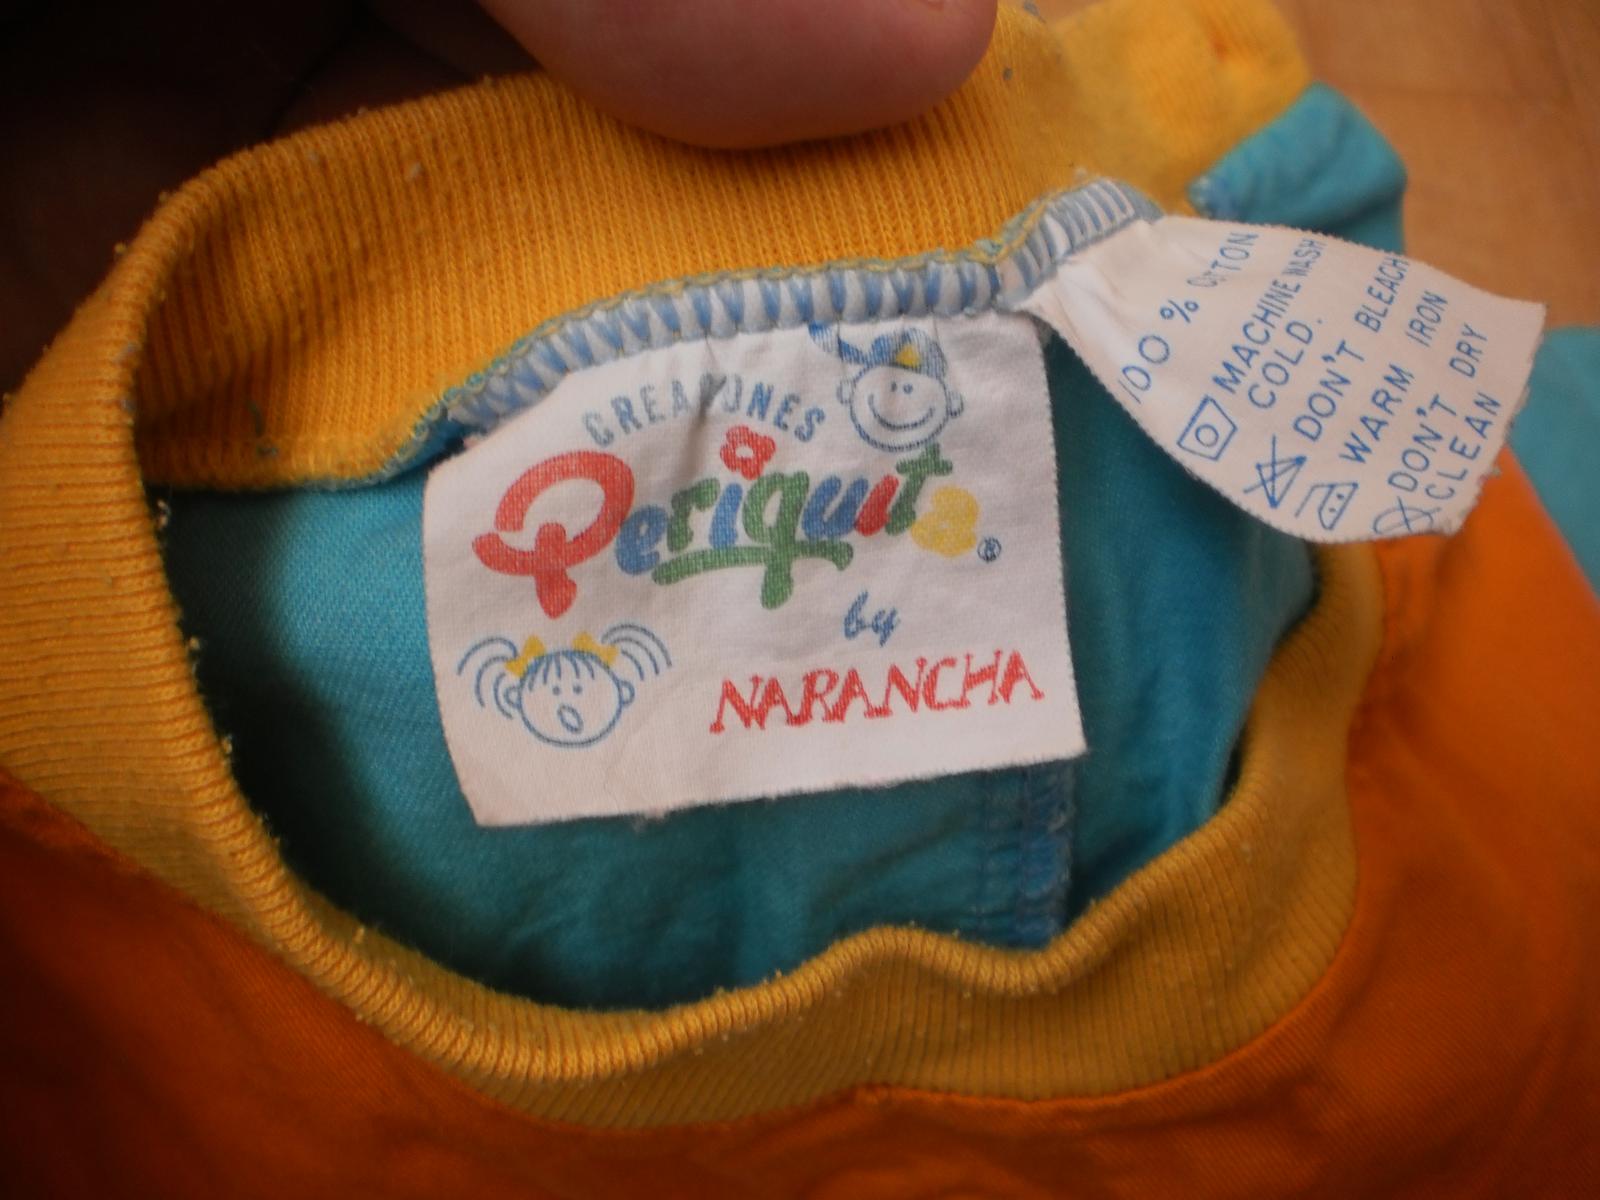 CREACIONES
Periquita®
by
NARANCHA
100 % COTTON
MACHINE WASH
COLD.
DON'T BLEACH
WARM IRON
DON'T DRY
CLEAN